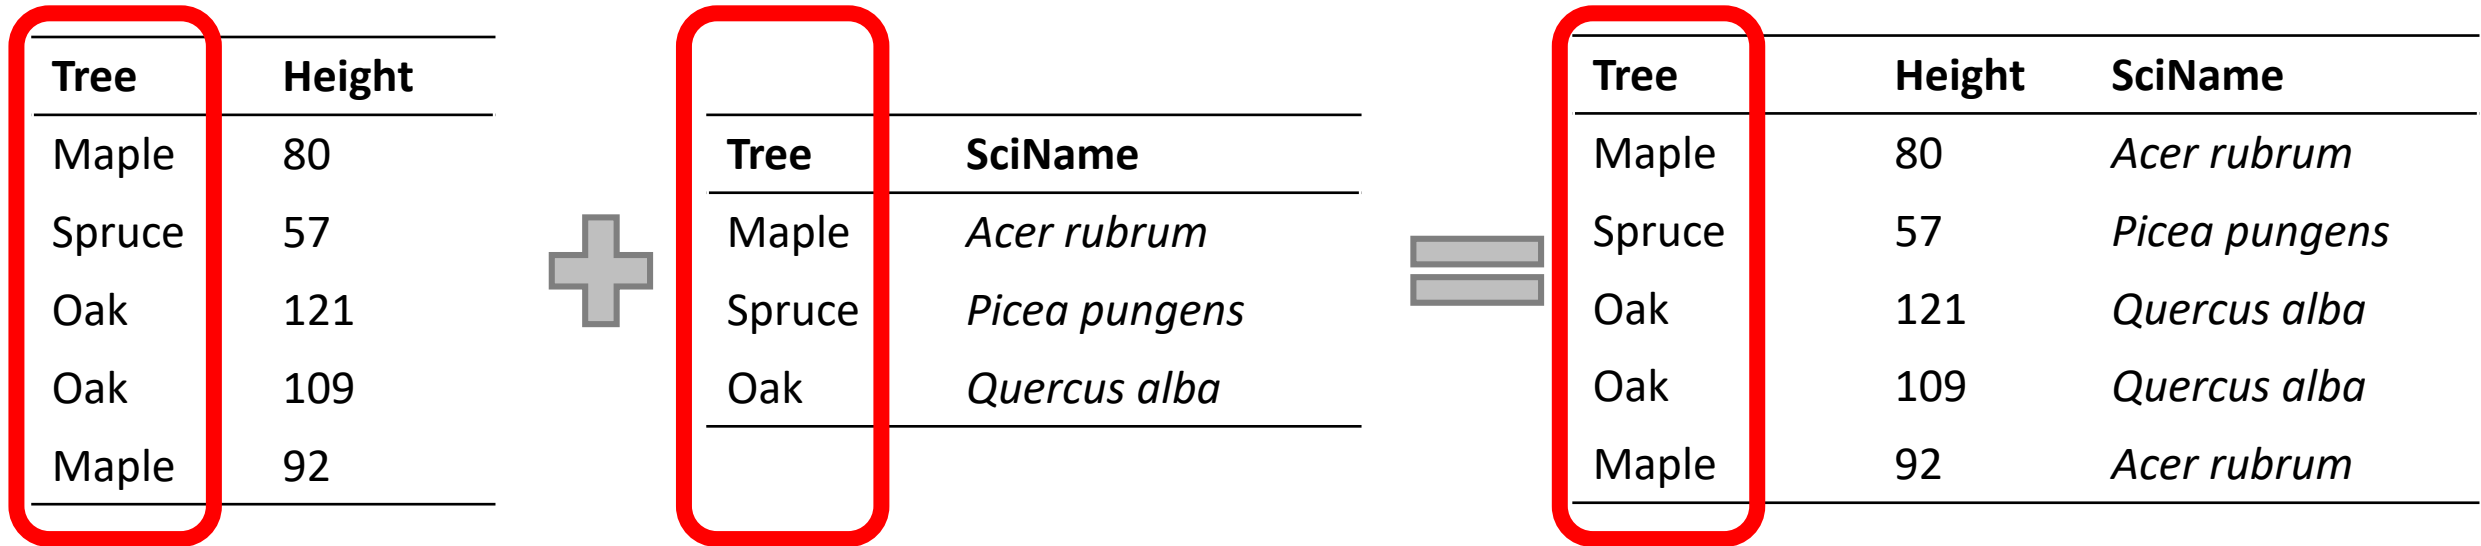 Tree Height
Maple 80
Spruce 57
Oak 121
Oak 109
Maple 92
Tree SciName
Maple Acer rubrum
Spruce Picea pungens
Oak Quercus alba
Tree Height SciName
Maple 80 Acer rubrum
Spruce 57 Picea pungens
Oak 121 Quercus alba
Oak 109 Quercus alba
Maple 92 Acer rubrum